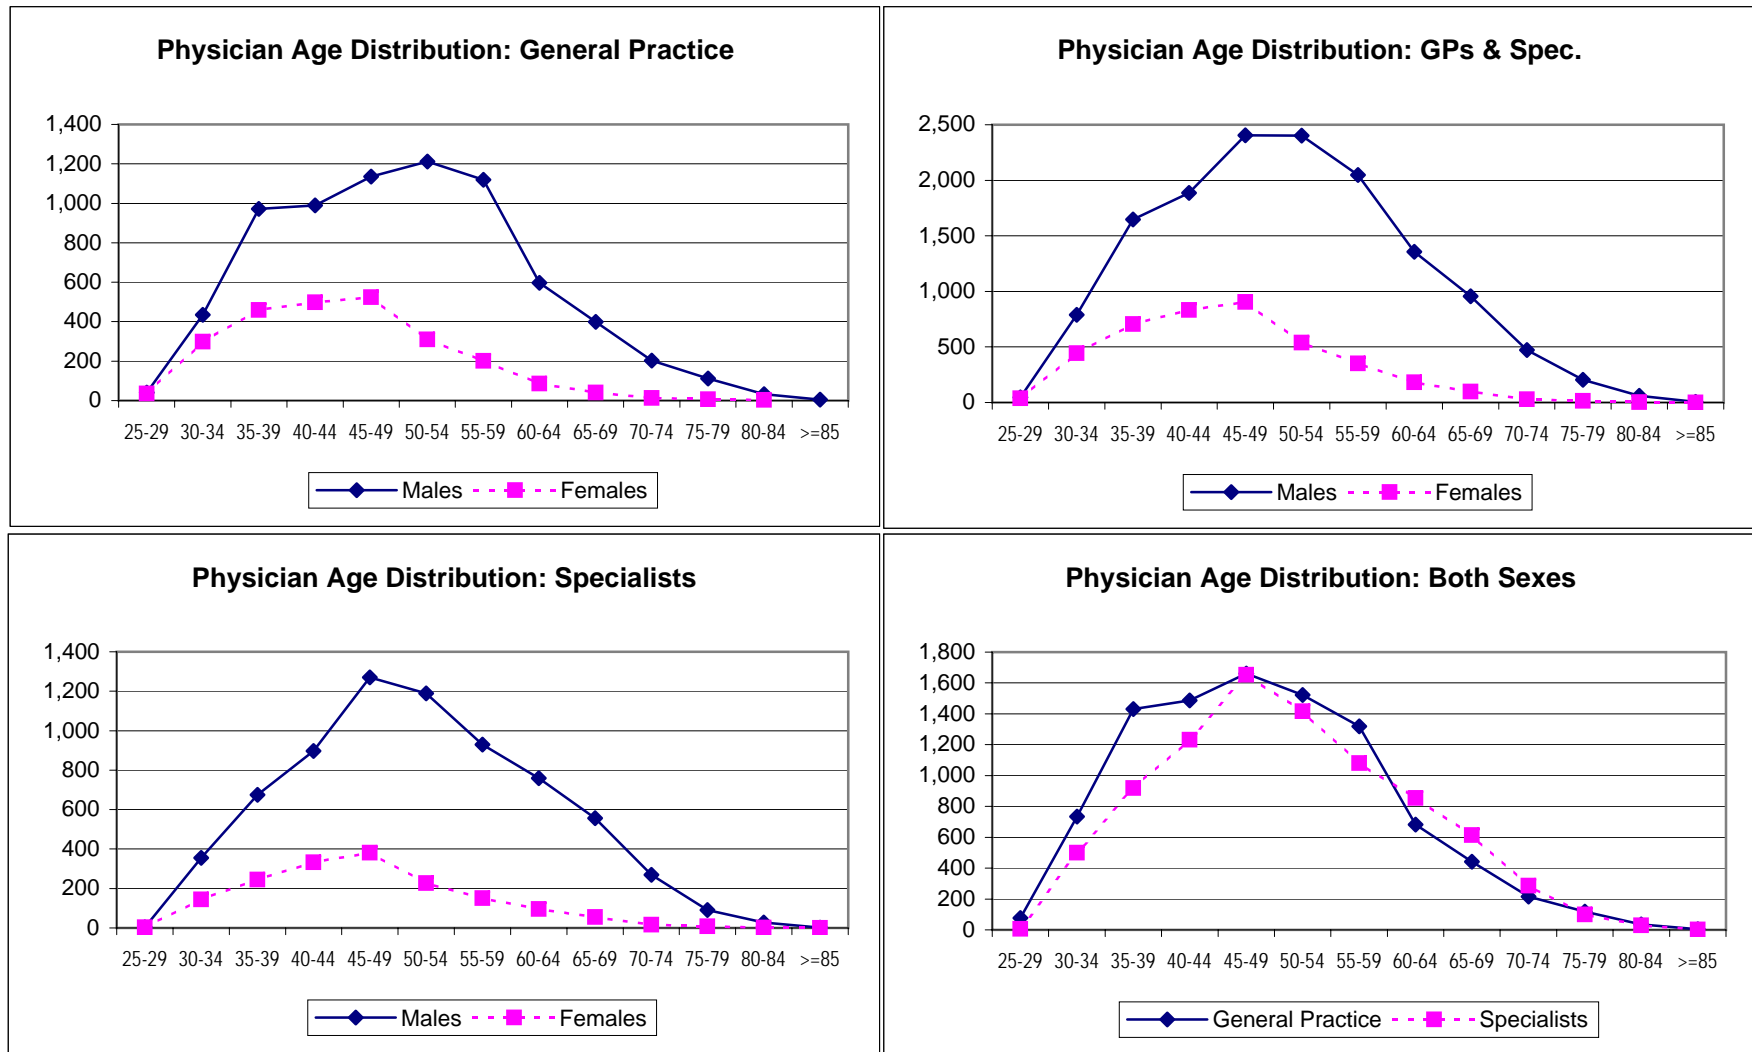 Physician Age Distribution: General Practice
1,400
1,200
1,000
800
600
400
200
0
25-29 30-34 35-39 40-44 45-49 50-54 55-59 60-64 65-69 70-74 75-79 80-84 >=85
Males Females
Physician Age Distribution: GPs & Spec.
2,500
2,000
1,500
1,000
500
0
25-29 30-34 35-39 40-44 45-49 50-54 55-59 60-64 65-69 70-74 75-79 80-84 >=85
Males Females
Physician Age Distribution: Specialists
1,400
1,200
1,000
800
600
400
200
0
25-29 30-34 35-39 40-44 45-49 50-54 55-59 60-64 65-69 70-74 75-79 80-84 >=85
Males Females
Physician Age Distribution: Both Sexes
1,800
1,600
1,400
1,200
1,000
800
600
400
200
0
25-29 30-34 35-39 40-44 45-49 50-54 55-59 60-64 65-69 70-74 75-79 80-84 >=85
General Practice Specialists